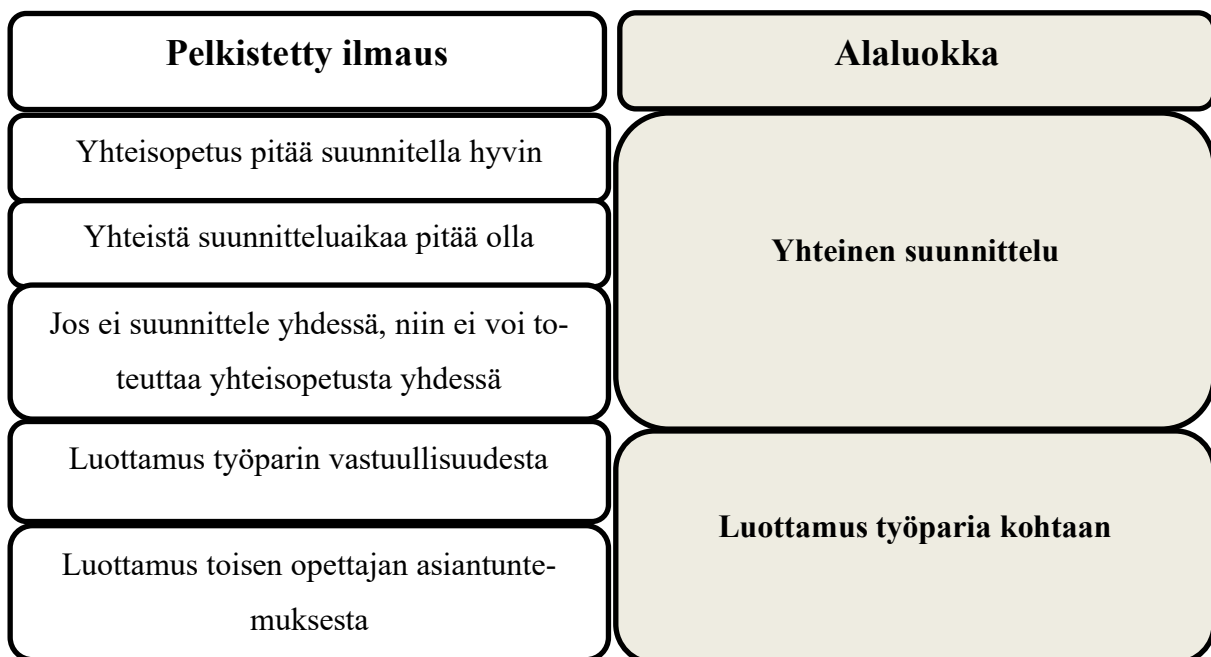 Pelkistetty ilmaus
Alaluokka
Yhteisopetus pitää suunnitella hyvin
Yhteistä suunnitteluaikaa pitää olla
Jos ei suunnittele yhdessä, niin ei voi to-
teuttaa yhteisopetusta yhdessä
Yhteinen suunnittelu
Luottamus työparin vastuullisuudesta
Luottamus toisen opettajan asiantunte-
muksesta
Luottamus työparia kohtaan